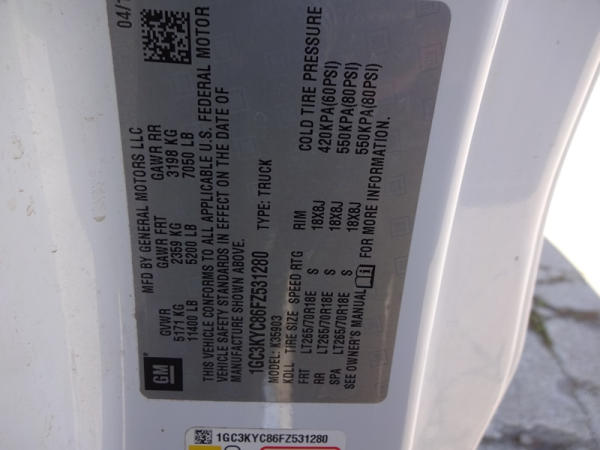 04/1
GM
MFD BY GENERAL MOTORS LLC
GVWR GAWR FRT GAWR RR
5171 KG 2359 KG 3198 KG
11400 LB 5200 LB 7050 LB
THIS VEHICLE CONFORMS TO ALL APPLICABLE U.S. FEDERAL MOTOR
VEHICLE SAFETY STANDARDS IN EFFECT ON THE DATE OF
MANUFACTURE SHOWN ABOVE.
1GC3KYC86FZ531280 TYPE: TRUCK
MODEL: K35903
KDLL TIRE SIZE SPEED RTG RIM COLD TIRE PRESSURE
FRT LT265/70R18E S 18X8J 420KPA(60PSI)
RR LT265/70R18E S 18X8J 550KPA(80PSI)
SPA LT265/70R18E S 18X8J 550KPA(80PSI)
SEE OWNER'S MANUAL FOR MORE INFORMATION.
1GC3KYC86FZ531280